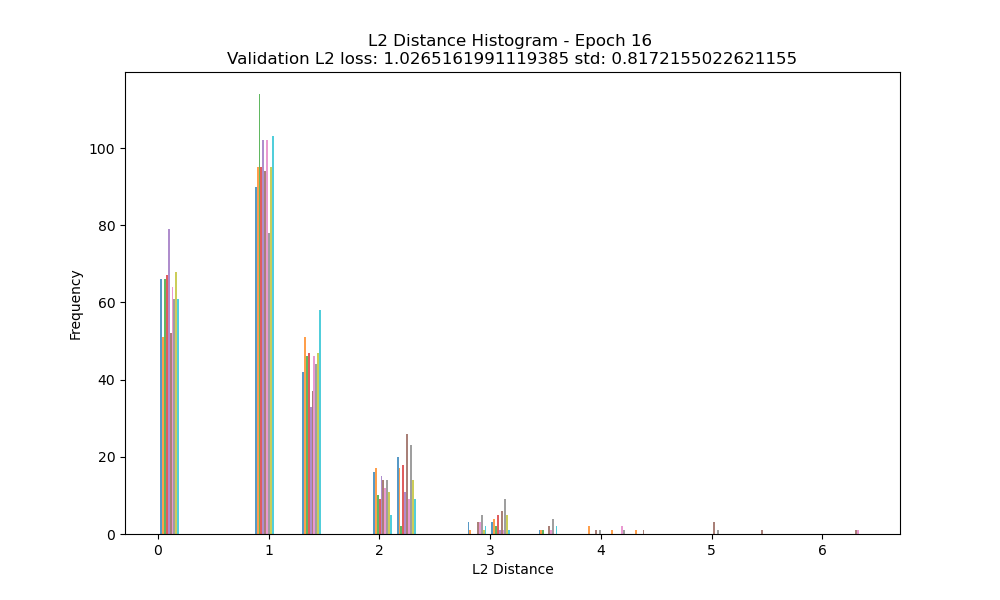 L2 Distance Histogram - Epoch 16
Validation L2 loss: 1.0265161991119385 std: 0.8172155022621155
100
80
60
40
20
0
Frequency
0 1 2 3 4 5 6
L2 Distance